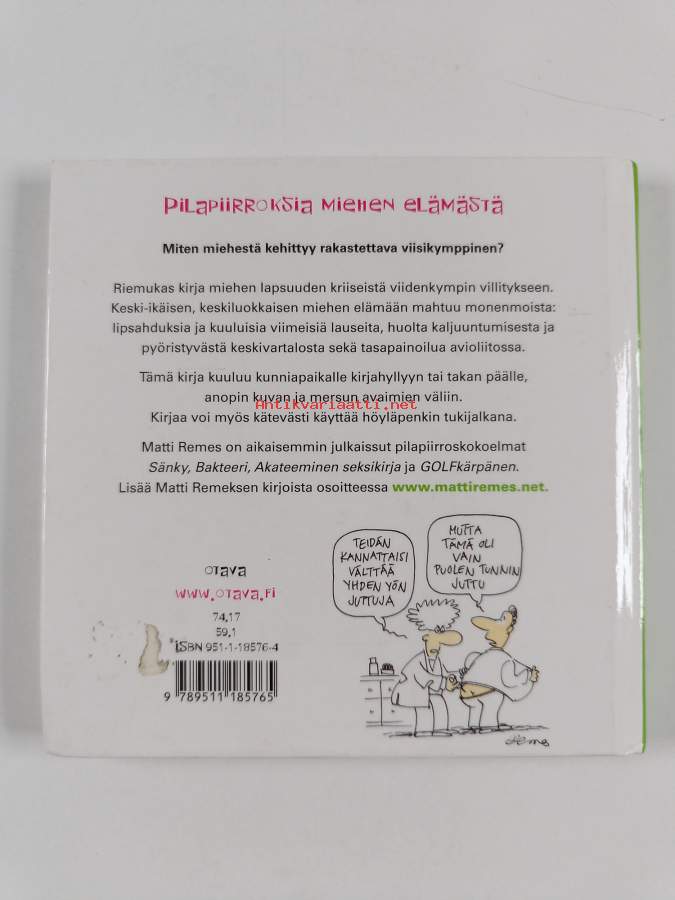 PILAPIIRROKSIA MIEHEN ELÄMÄSTÄ
Miten miehestä kehittyy rakastettava viisikymppinen?
Riemukas kirja miehen lapsuuden kriiseistä viidenkympin villitykseen.
Keski-ikäisen, keskiluokkaisen miehen elämään mahtuu monenmoista:
lipsahduksia ja kuuluisia viimeisiä lauseita, huolta kaljuuntumisesta ja
pyöristyvästä keskivartalosta sekä tasapainoilua avioliitossa.
Tämä kirja kuuluu kunniapaikalle kirjahyllyyn tai takan päälle,
anopin kuvan ja mersun avaimien väliin.
Antikvariaatti.net
Kirjaa voi myös kätevästi käyttää höyläpenkin tukijalkana.
Matti Remes on aikaisemmin julkaissut pilapiirroskokoelmat
Sänky, Bakteeri, Akateeminen seksikirja ja GOLFkärpänen.
Lisää Matti Remeksen kirjoista osoitteessa www.mattiremes.net.
TEIDÄN
KANNATTAISI
VÄLTTÄÄ
YHDEN YÖN
JUTTUJA
MUTTA
TÄMÄ OLI
VAIN
PUOLEN TUNNIN
JUTTU
OTAVA
WWW.OTAVA.FI
74.17
59.1
ISBN 951-1-18576-4
9 789511 185765
Remes